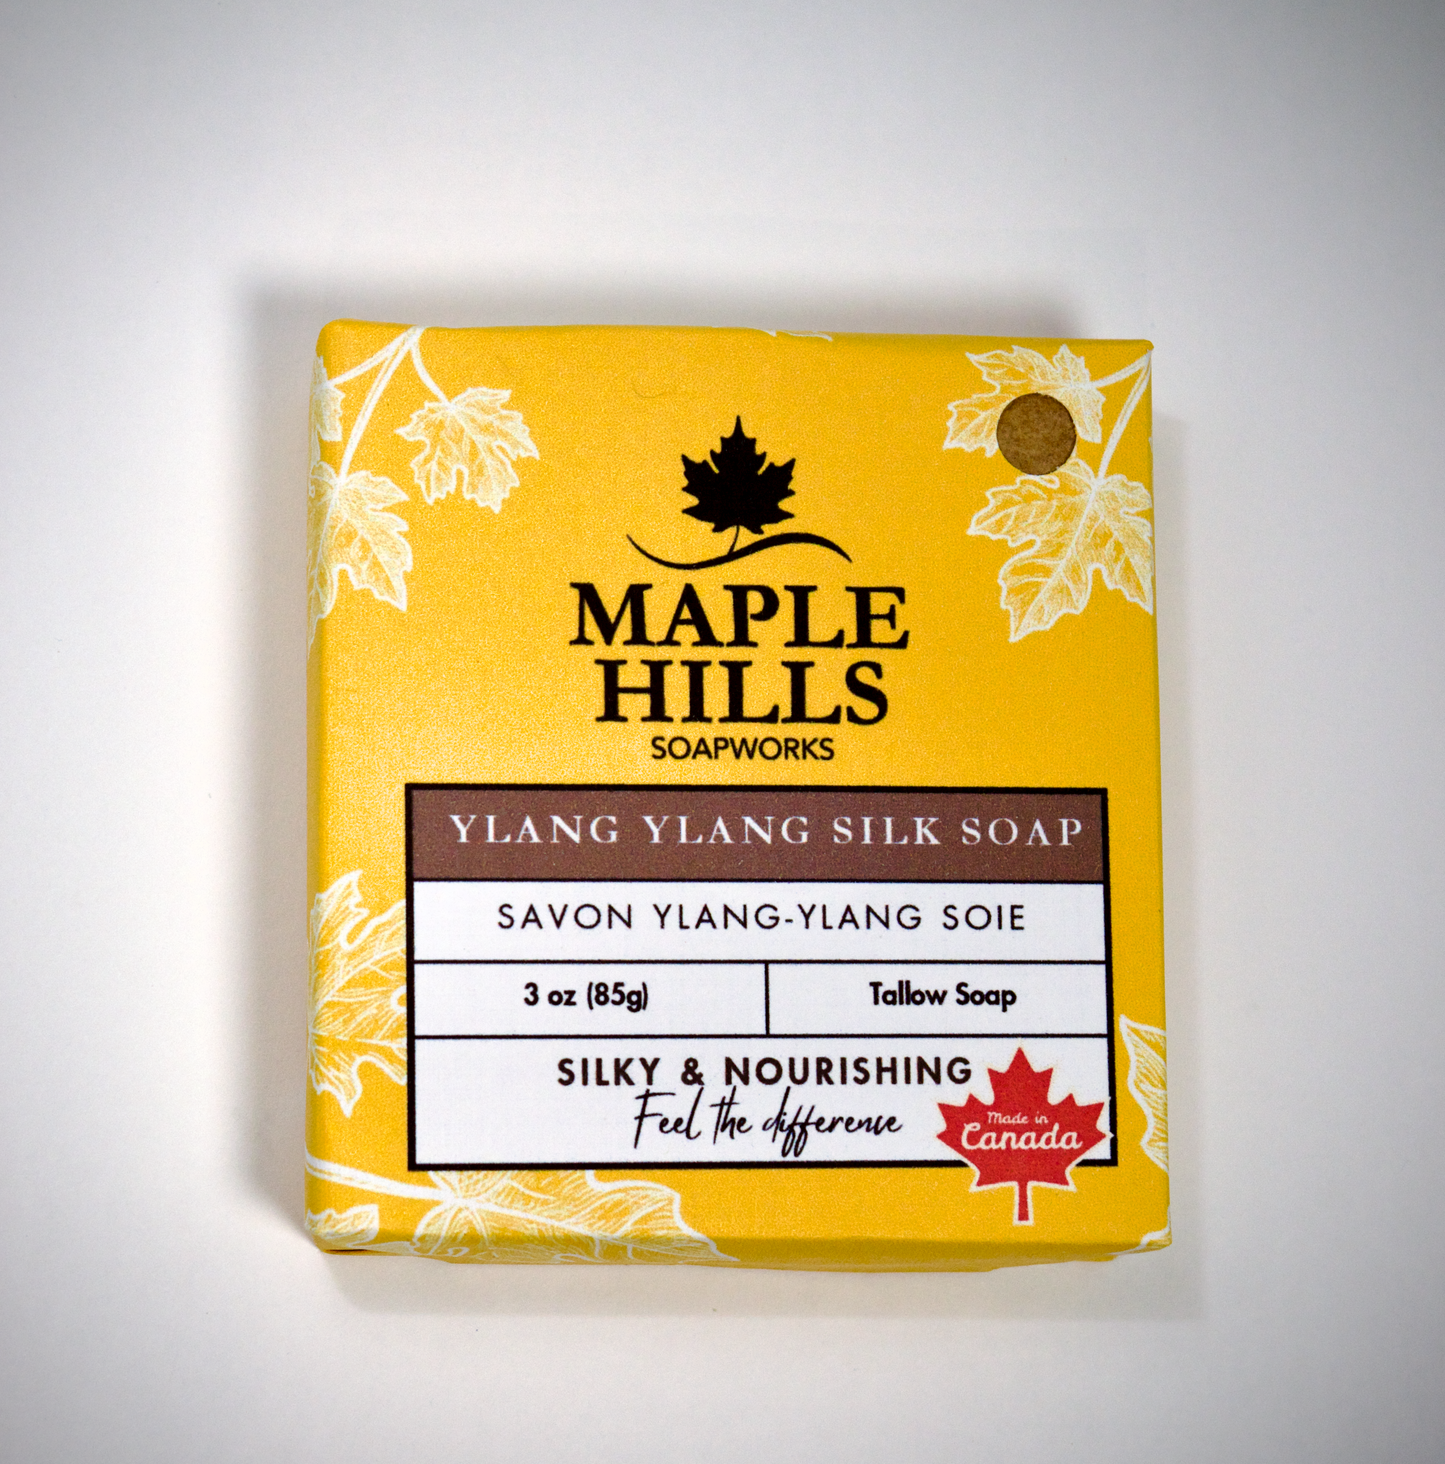 MAPLE
HILLS
SOAPWORKS
YLANG YLANG SILK SOAP
SAVON YLANG-YLANG SOIE
3 oz (85g)
Tallow Soap
SILKY & NOURISHING
Feel the difference
Made in
Canada